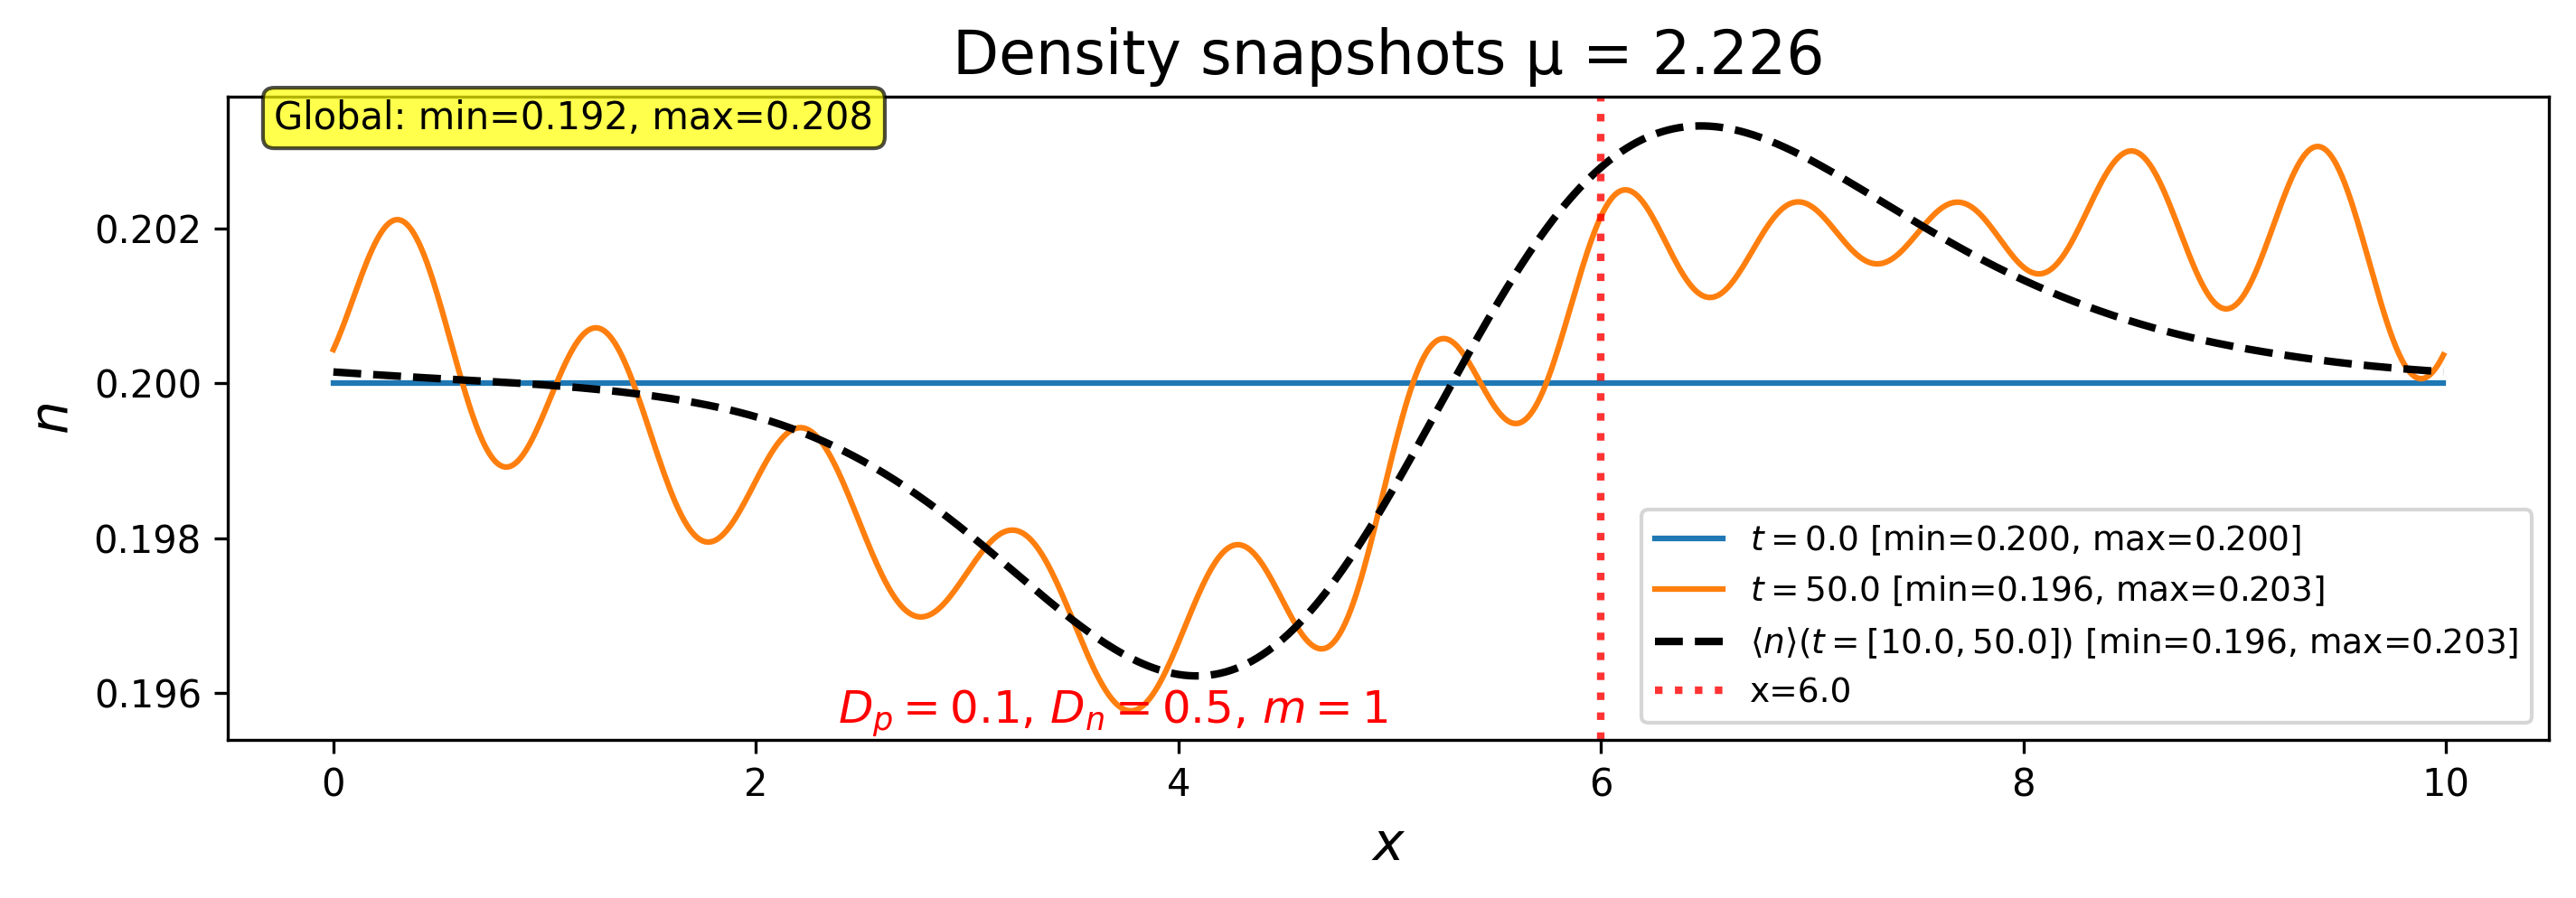 Density snapshots μ = 2.226
Global: min=0.192, max=0.208
0.202
0.200
0.198
0.196
n
t = 0.0 [min=0.200, max=0.200]
t = 50.0 [min=0.196, max=0.203]
⟨n⟩(t = [10.0, 50.0]) [min=0.196, max=0.203]
x=6.0
Dₚ = 0.1, Dₙ = 0.5, m = 1
0 2 4 6 8 10
x